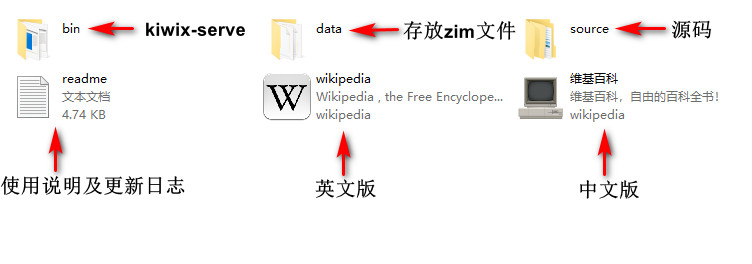 bin
kiwix-serve
data
存放zim文件
source
源码
readme
文本文档
4.74 KB
wikipedia
Wikipedia , the Free Encyclope...
wikipedia
维基百科
维基百科，自由的百科全书!
wikipedia
使用说明及更新日志
英文版
中文版